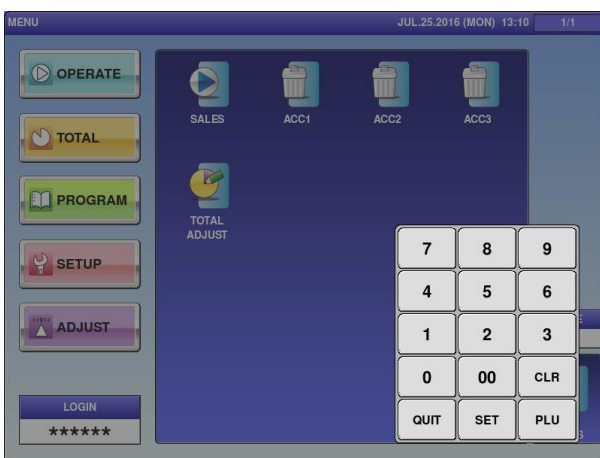 MENU
JUL.25.2016 (MON) 13:10 1/1
OPERATE
TOTAL
PROGRAM
SETUP
ADJUST
LOGIN
******
SALES ACC1 ACC2 ACC3
TOTAL
ADJUST
7 8 9
4 5 6
1 2 3
0 00 CLR
QUIT SET PLU